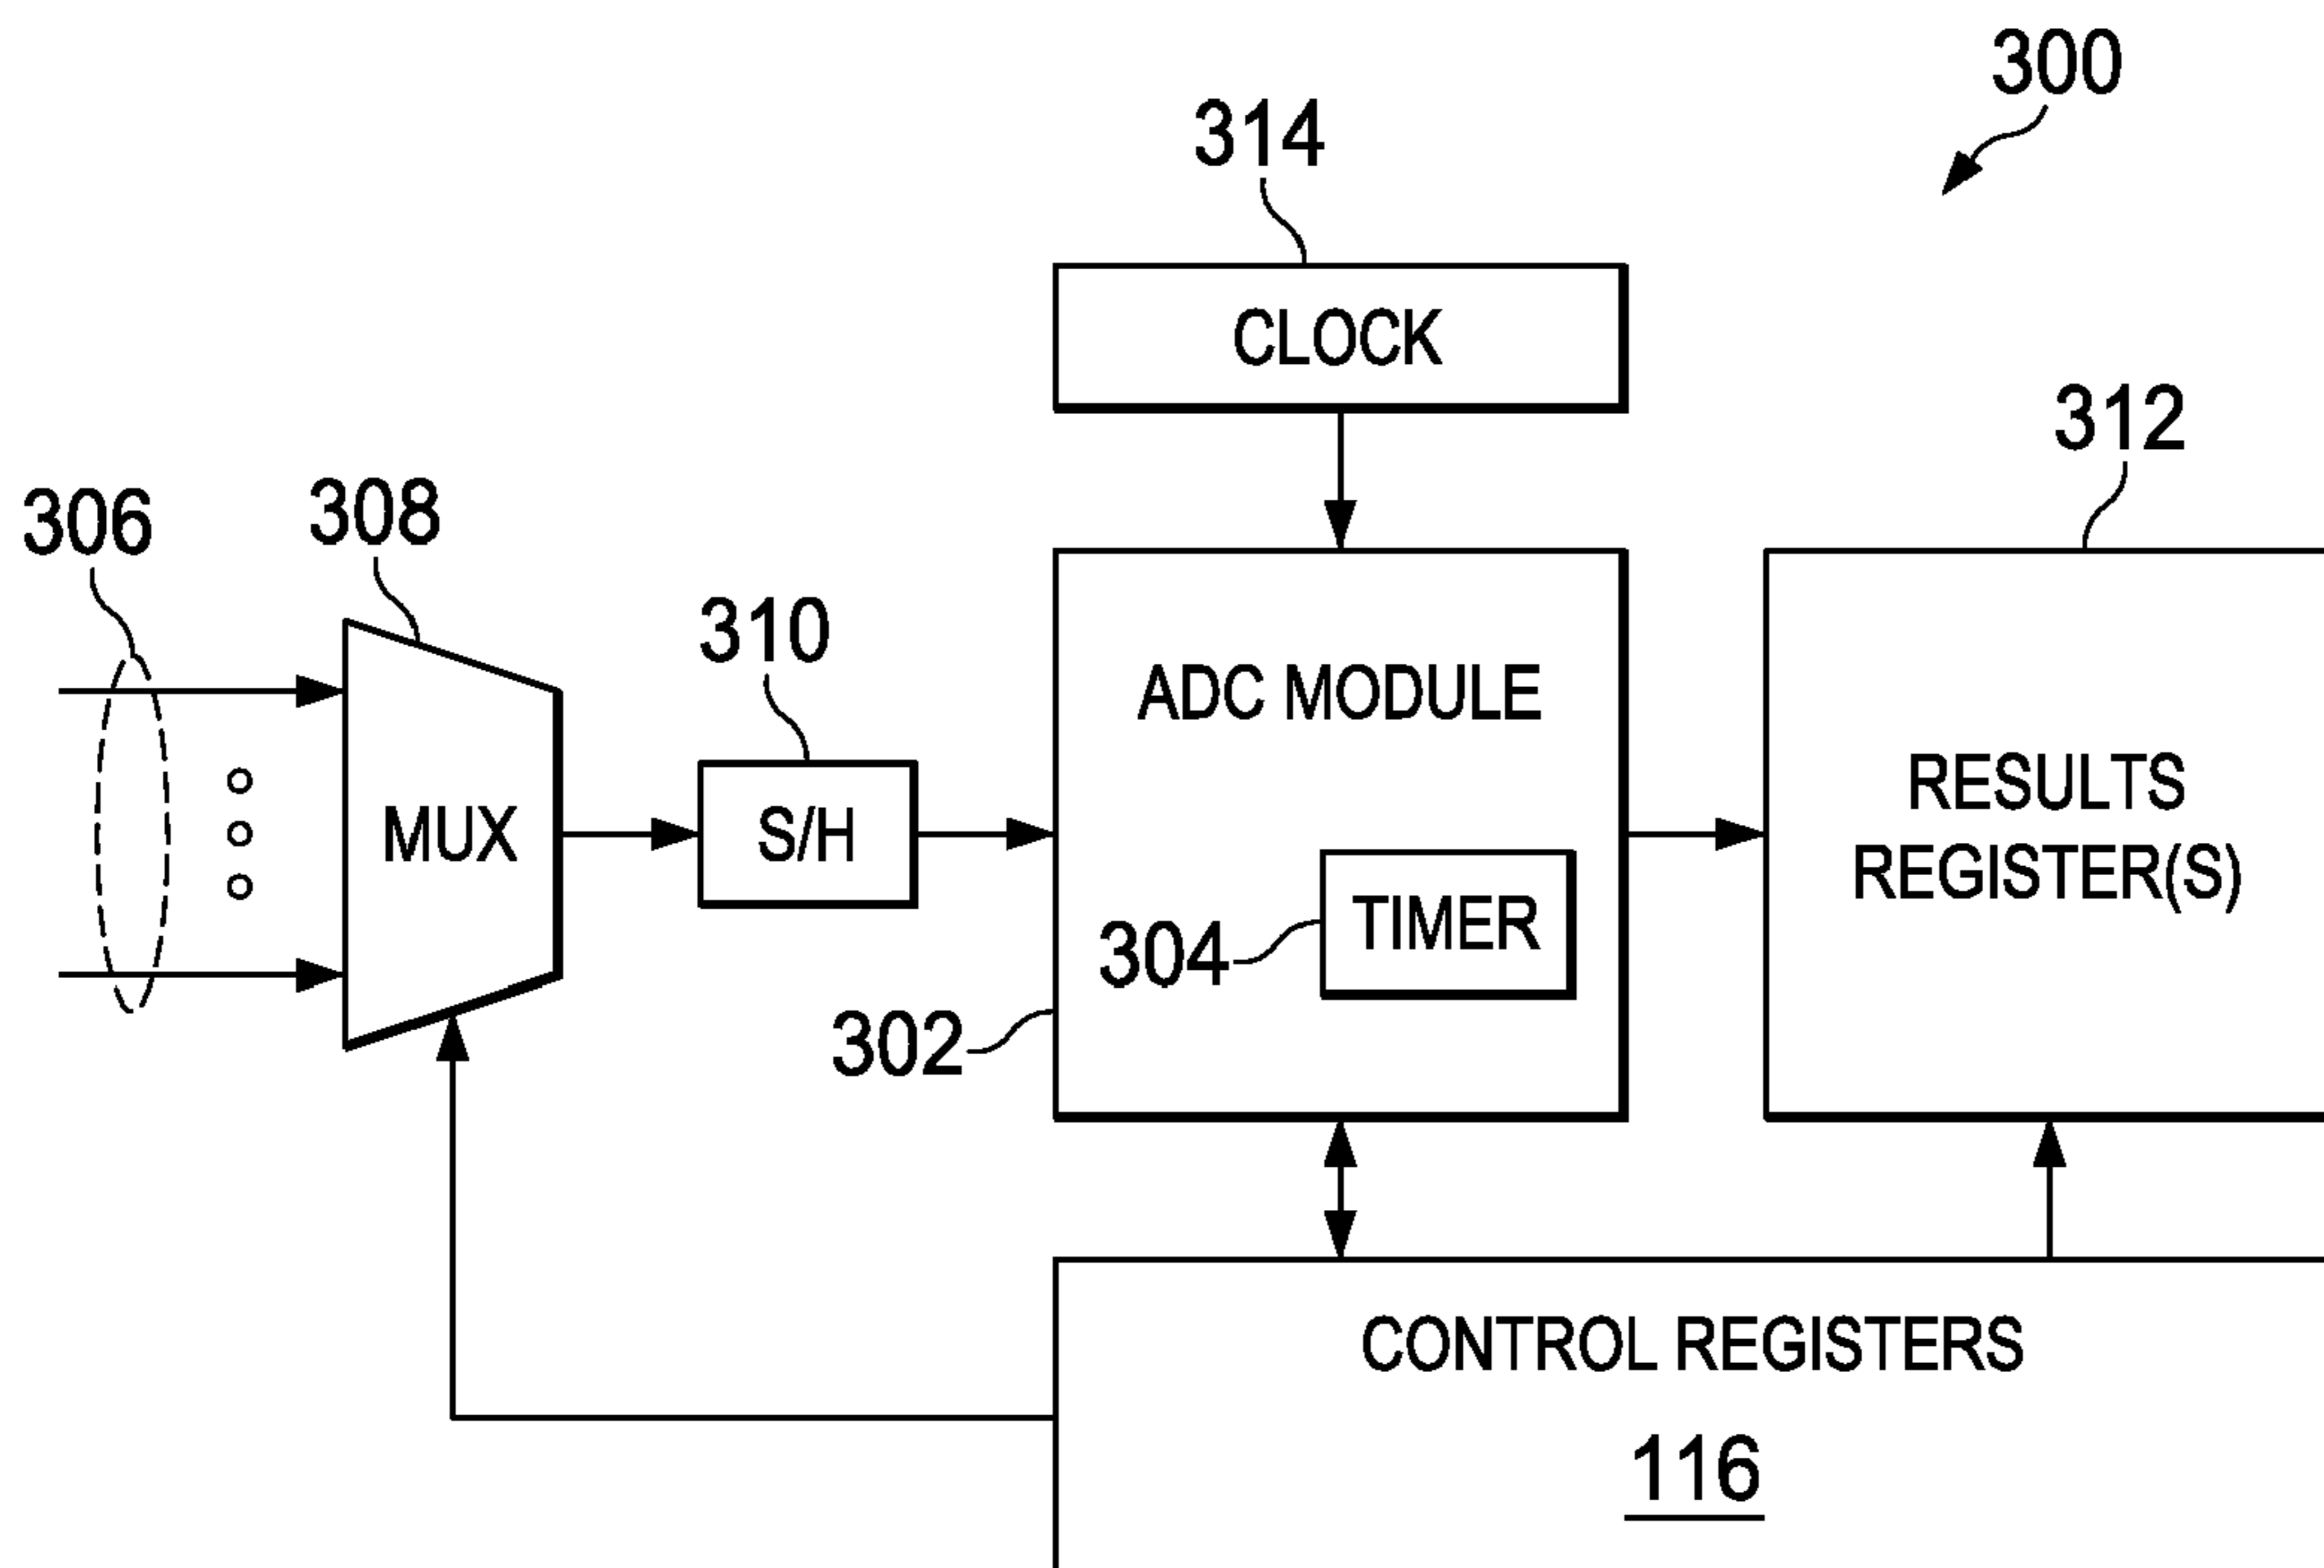 300
314
CLOCK
312
306
308
310
ADC MODULE
RESULTS
REGISTER(S)
MUX
S/H
TIMER
304
302
CONTROL REGISTERS
116